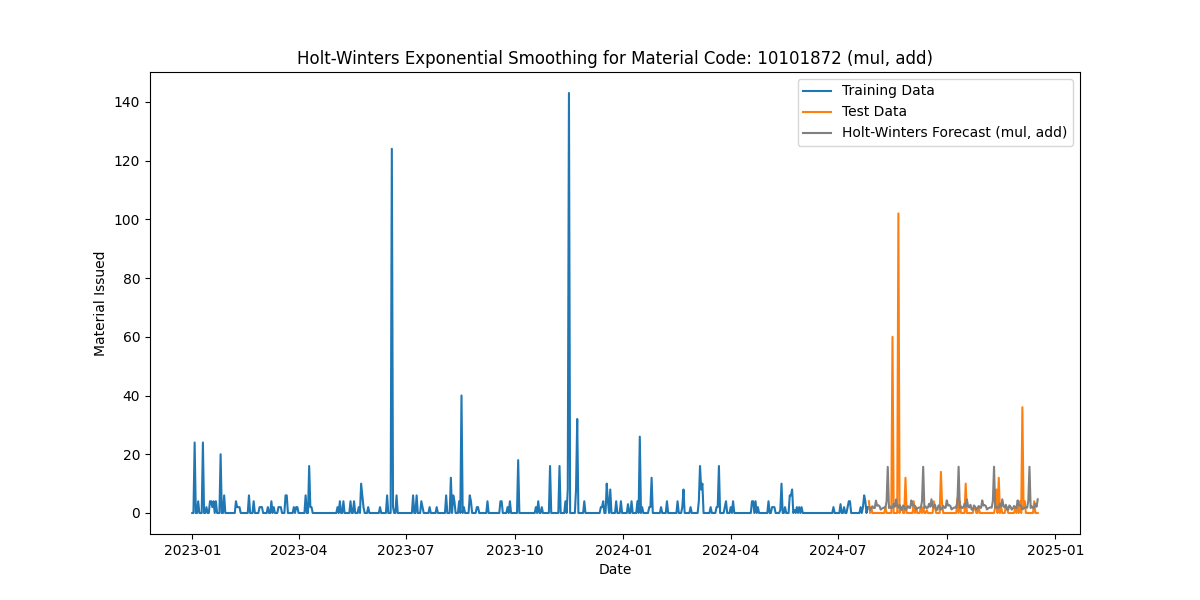 Holt-Winters Exponential Smoothing for Material Code: 10101872 (mul, add)
Training Data
Test Data
Holt-Winters Forecast (mul, add)
Material Issued
140
120
100
80
60
40
20
0
2023-01
2023-04
2023-07
2023-10
2024-01
2024-04
2024-07
2024-10
2025-01
Date